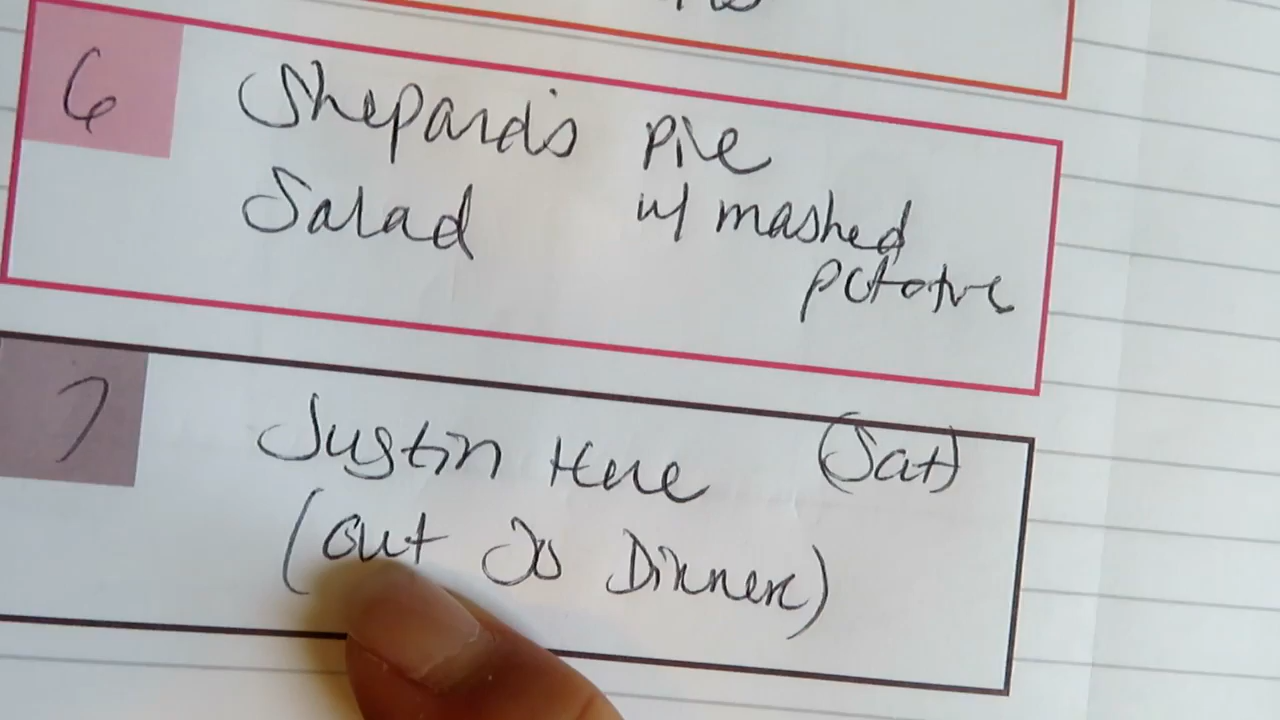 6 Shepard's pie
Salad w/ mashed
potatoe
7 Justin Here (Sat)
(out to Dinner)